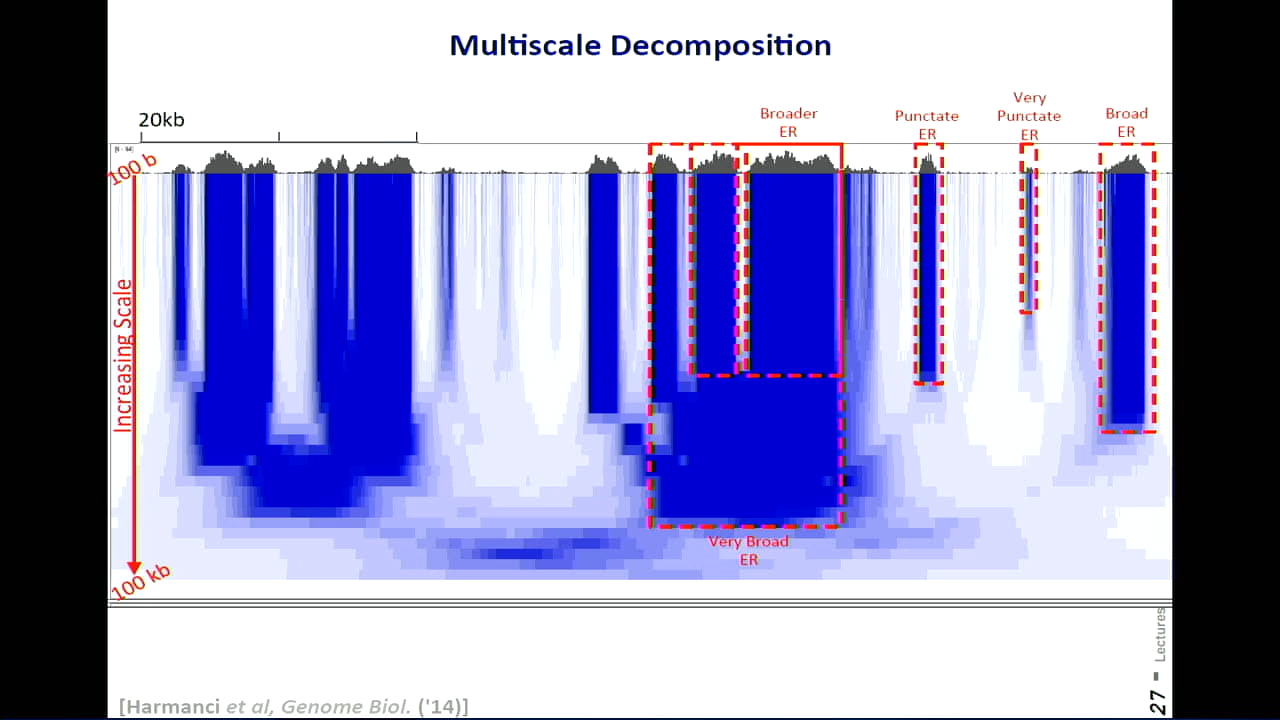 Multiscale Decomposition
20kb
Broader
ER
Punctate
ER
Very
Punctate
ER
Broad
ER
100 b
Increasing Scale
100 kb
Very Broad
ER
27 - Lectures
[Harmanci et al, Genome Biol. ('14)]